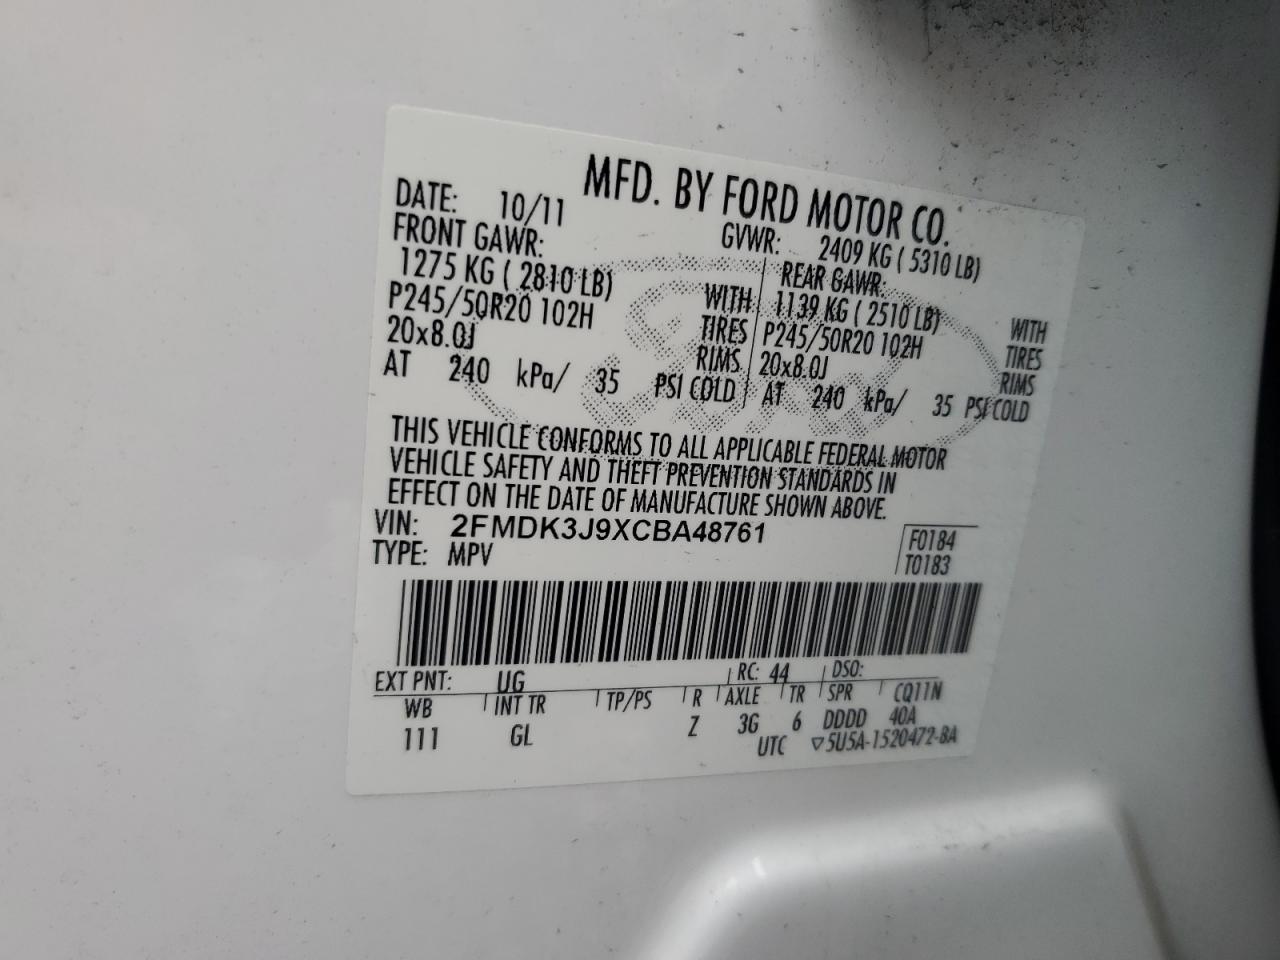 MFD. BY FORD MOTOR CO.
DATE: 10/11 GVWR: 2409 KG ( 5310 LB)
FRONT GAWR: REAR GAWR:
1275 KG ( 2810 LB) WITH 1139 KG ( 2510 LB) WITH
P245/50R20 102H TIRES P245/50R20 102H TIRES
20x8.0J RIMS 20x8.0J RIMS
AT 240 kPa/ 35 PSI COLD AT 240 kPa/ 35 PSI COLD
THIS VEHICLE CONFORMS TO ALL APPLICABLE FEDERAL MOTOR
VEHICLE SAFETY AND THEFT PREVENTION STANDARDS IN
EFFECT ON THE DATE OF MANUFACTURE SHOWN ABOVE.
VIN: 2FMDK3J9XCBA48761 F0184
TYPE: MPV T0183
EXT PNT: UG RC: 44 DSO:
WB INT TR TP/PS R AXLE TR SPR CQ11N
111 GL Z 3G 6 DDDD 40A
UTC ▽5U5A-1520472-BA